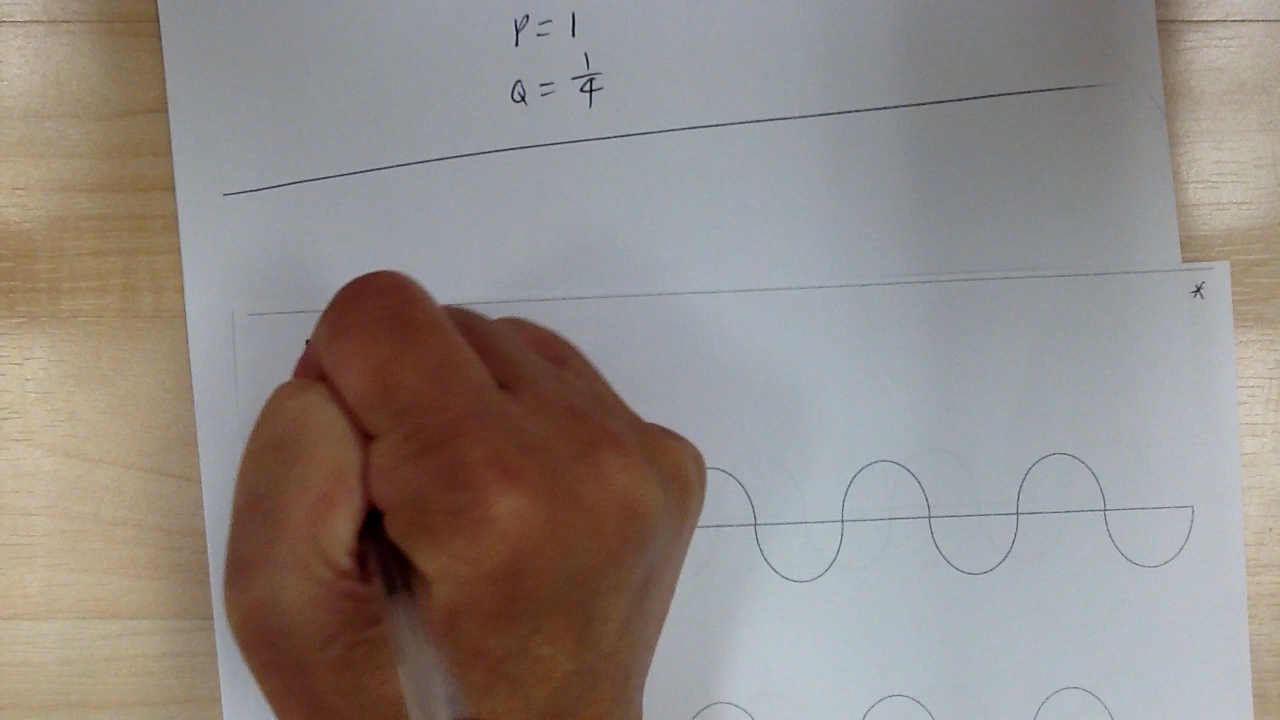 P = 1
Q = 1/4
*